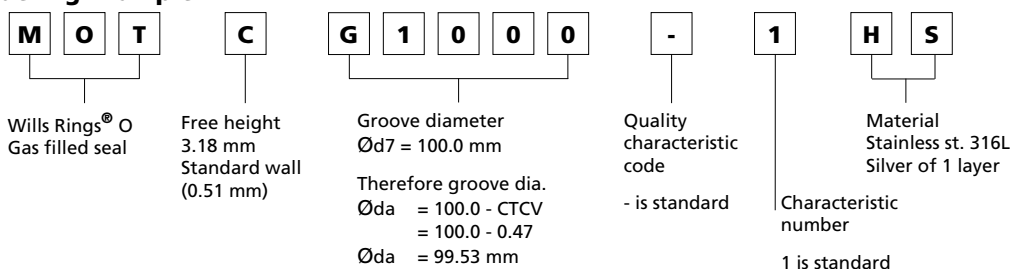 M O T C G 1 0 0 0 - 1 H S
Wills Rings® O
Gas filled seal
Free height
3.18 mm
Standard wall
(0.51 mm)
Groove diameter
Ød7 = 100.0 mm
Therefore groove dia.
Øda = 100.0 - CTCV
= 100.0 - 0.47
Øda = 99.53 mm
Quality
characteristic
code
- is standard
Characteristic
number
1 is standard
Material
Stainless st. 316L
Silver of 1 layer